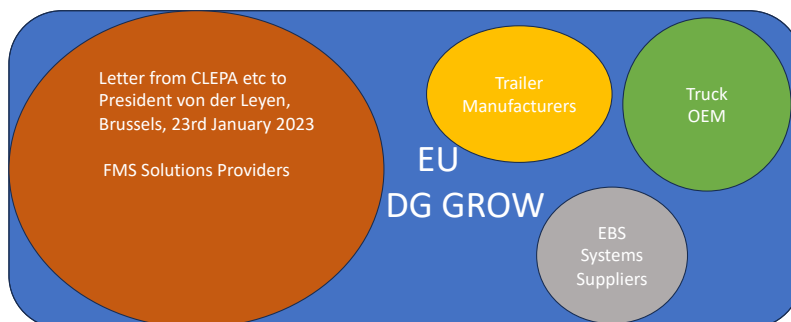 Letter from CLEPA etc to
President von der Leyen,
Brussels, 23rd January 2023
FMS Solutions Providers
EU
DG GROW
Trailer
Manufacturers
Truck
OEM
EBS
Systems
Suppliers